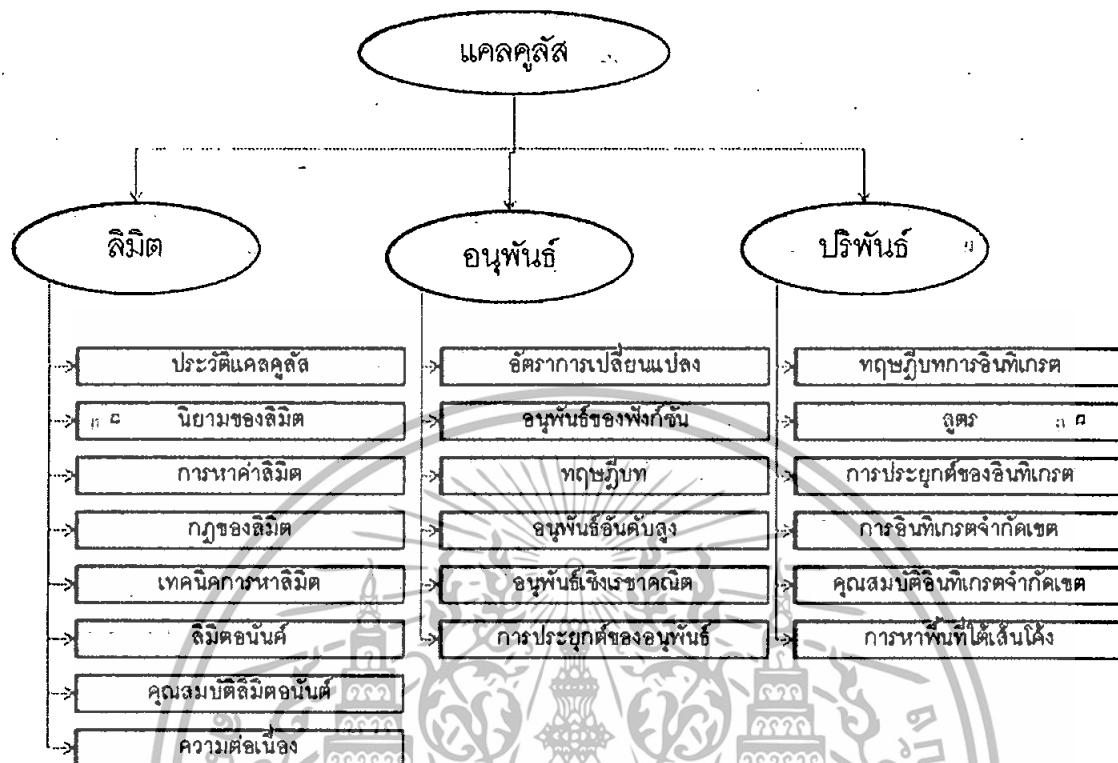 แคลคูลัส
ลิมิต
อนุพันธ์
ปริพันธ์
ประวัติแคลคูลัส
นิยามของลิมิต
การหาค่าลิมิต
กฎของลิมิต
เทคนิคการหาลิมิต
ลิมิตอนันต์
คุณสมบัติลิมิตอนันต์
ความต่อเนื่อง
อัตราการเปลี่ยนแปลง
อนุพันธ์ของฟังก์ชัน
ทฤษฎีบท
อนุพันธ์อันดับสูง
อนุพันธ์เชิงเรขาคณิต
การประยุกต์ของอนุพันธ์
ทฤษฎีบทการอินทิเกรต
สูตร
การประยุกต์ของอินทิเกรต
การอินทิเกรตจำกัดเขต
คุณสมบัติอินทิเกรตจำกัดเขต
การหาพื้นที่ใต้เส้นโค้ง